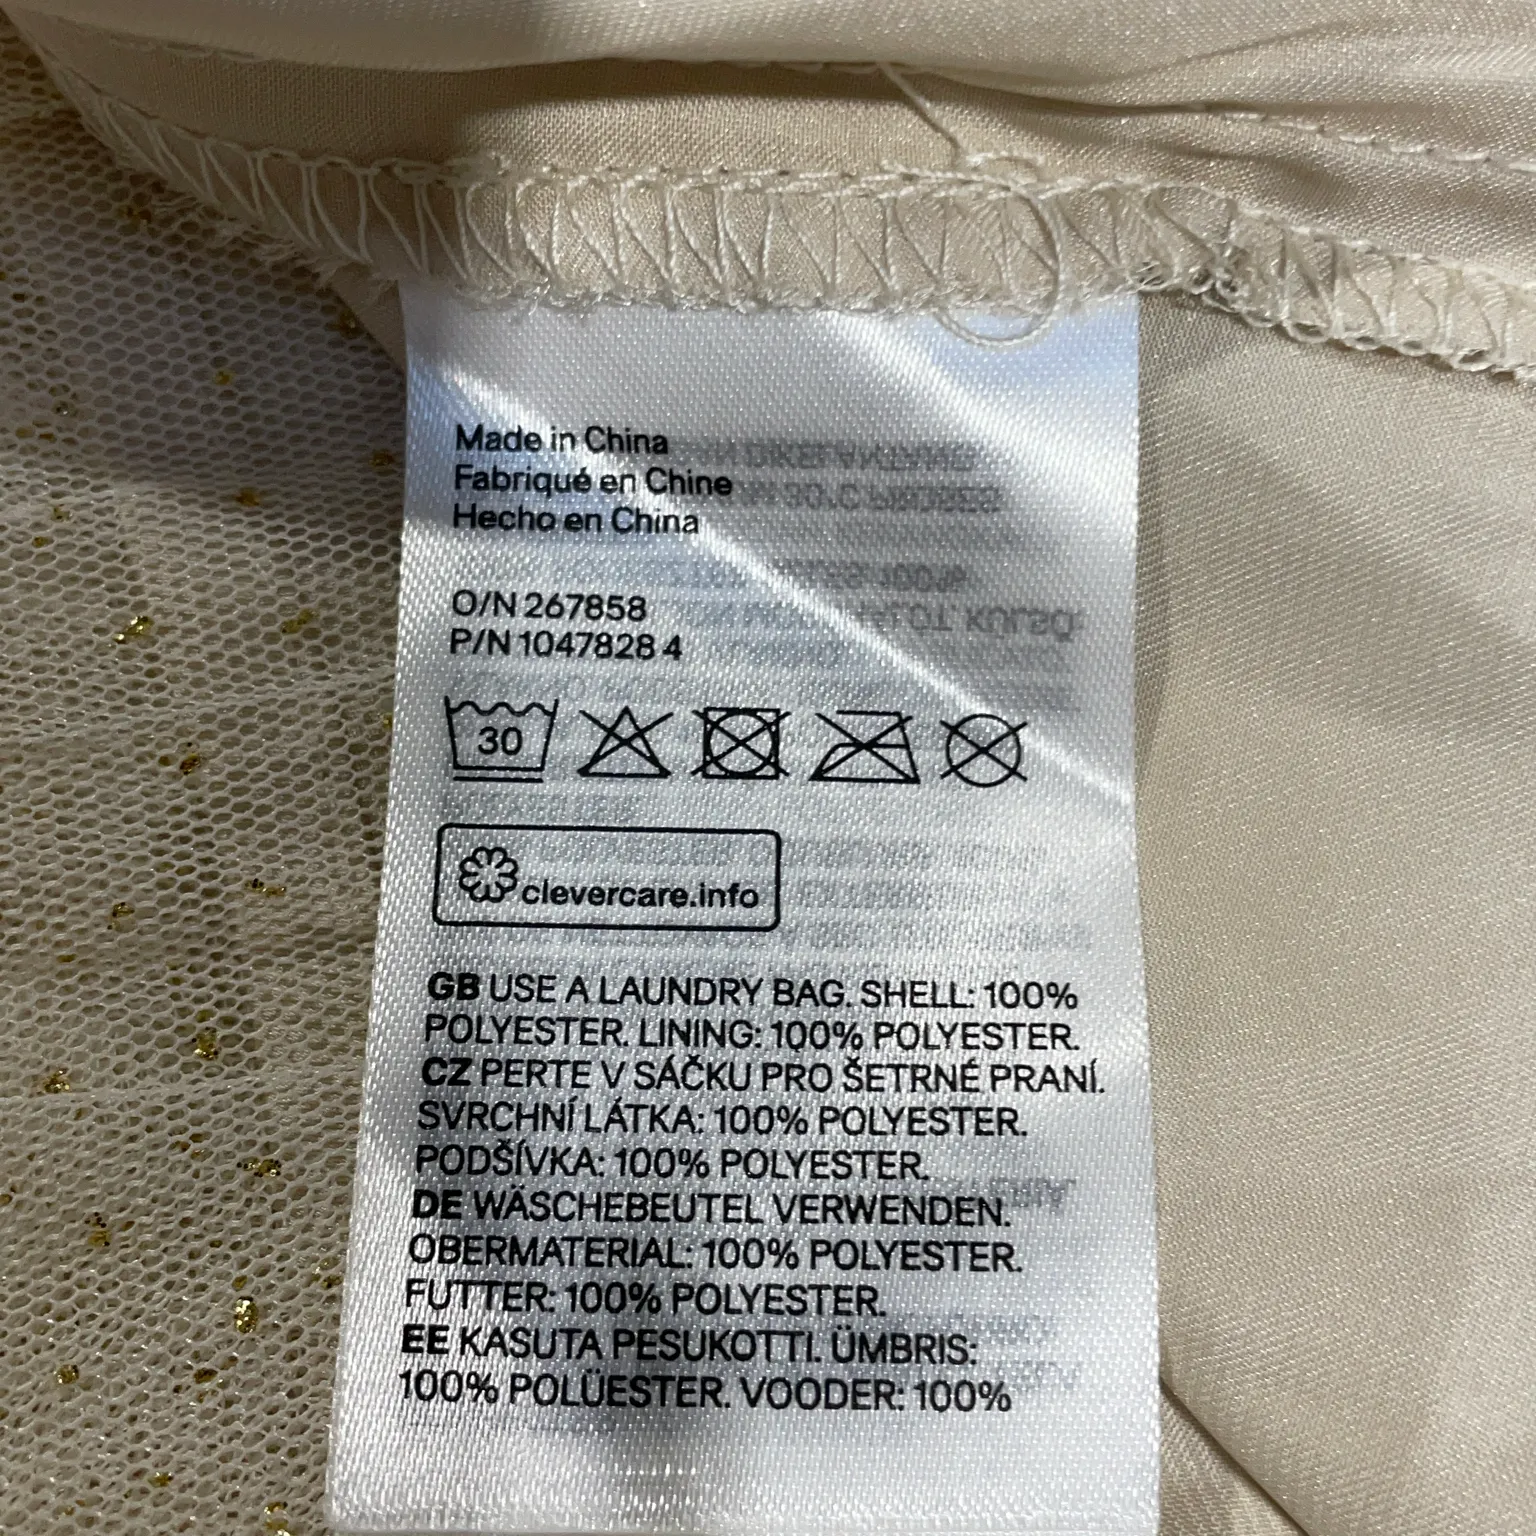 Made in China
Fabriqué en Chine
Hecho en China
O/N 267858
P/N 1047828 4
30
clevercare.info
GB USE A LAUNDRY BAG. SHELL: 100%
POLYESTER. LINING: 100% POLYESTER.
CZ PERTE V SÁČKU PRO ŠETRNÉ PRANÍ.
SVRCHNÍ LÁTKA: 100% POLYESTER.
PODŠÍVKA: 100% POLYESTER.
DE WÄSCHEBEUTEL VERWENDEN.
OBERMATERIAL: 100% POLYESTER.
FUTTER: 100% POLYESTER.
EE KASUTA PESUKOTTI. ÜMBRIS:
100% POLÜESTER. VOODER: 100%